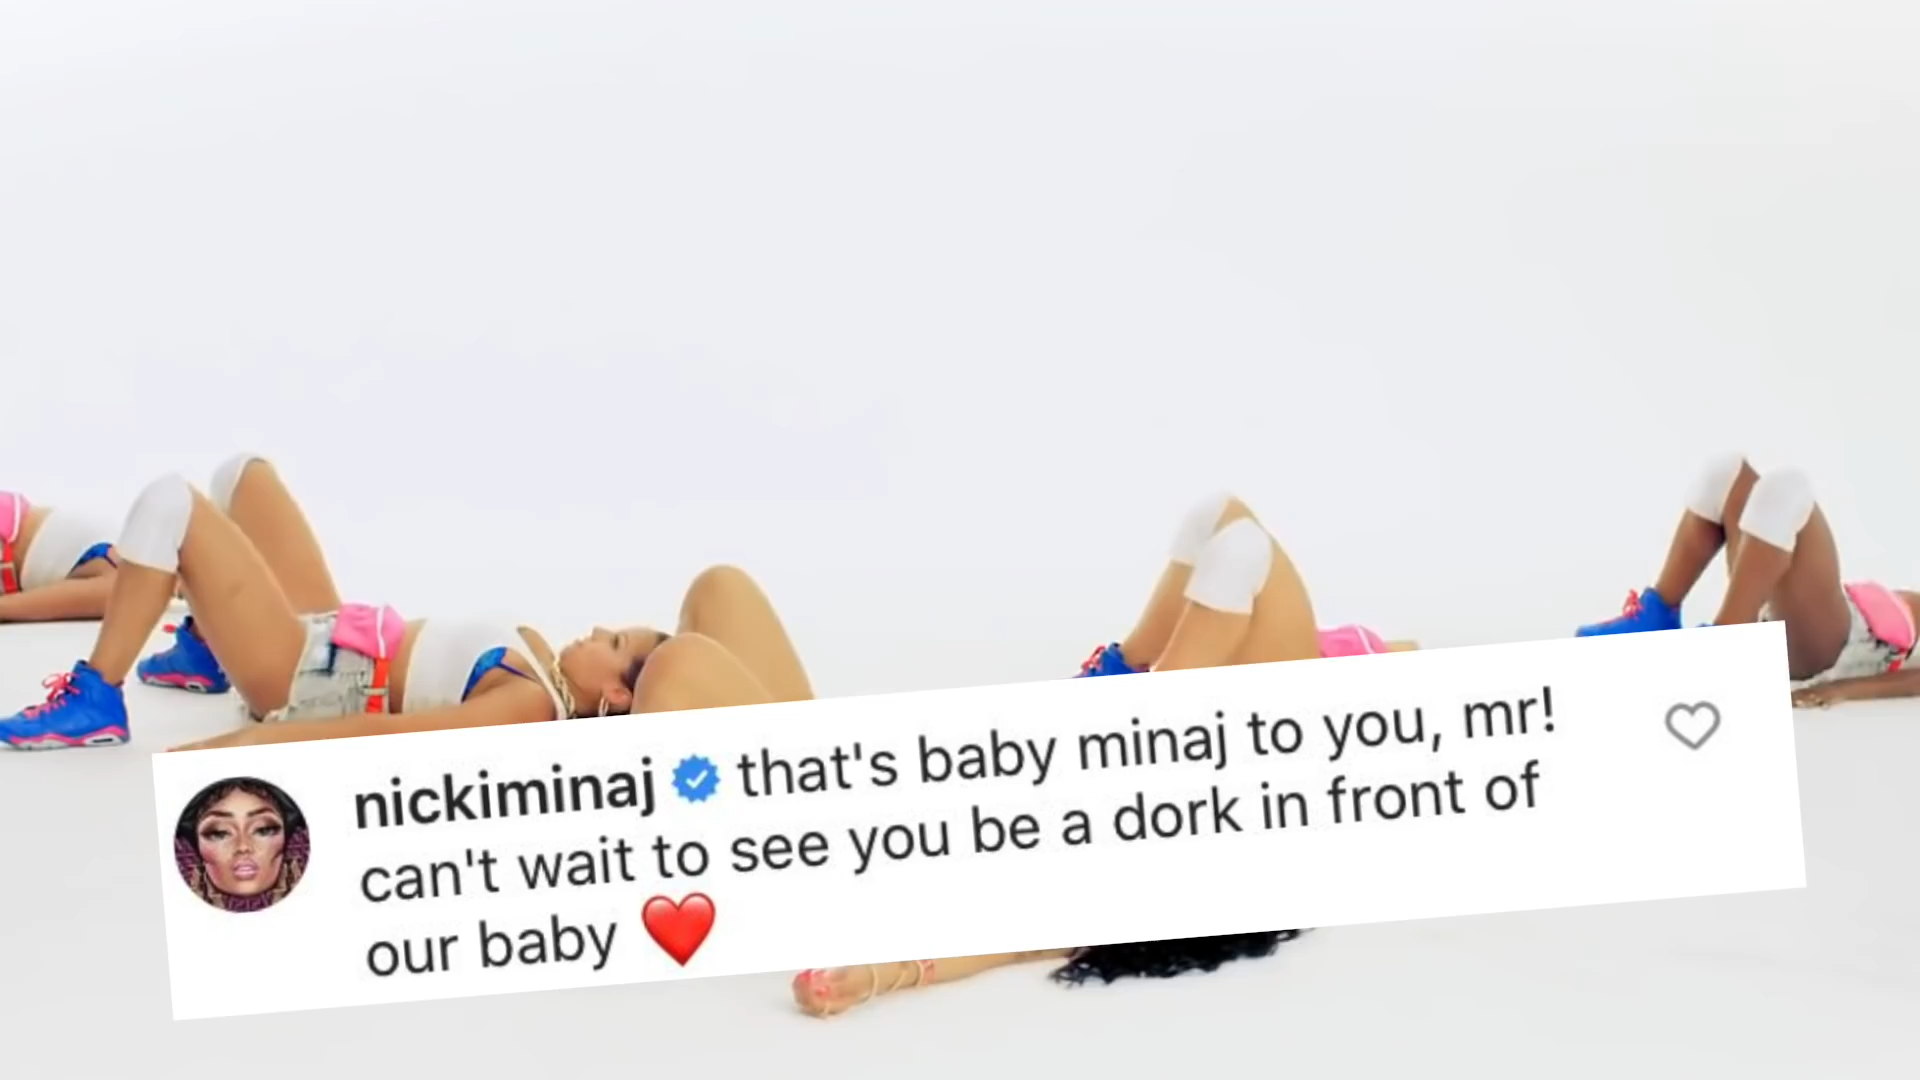 nickiminaj that's baby minaj to you, mr!
can't wait to see you be a dork in front of
our baby ❤️